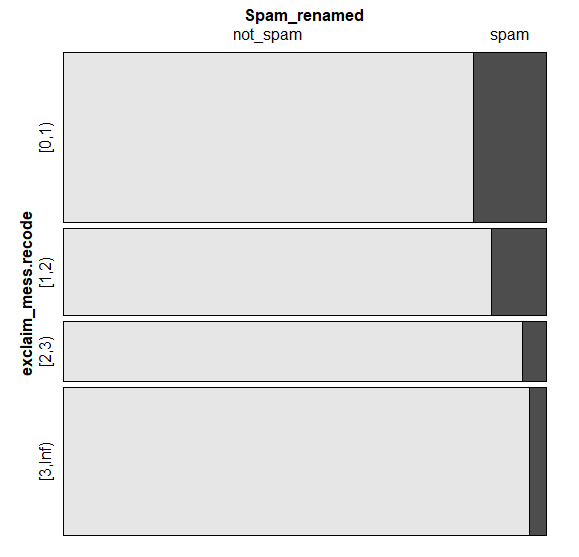 Spam_renamed
not_spam spam
exclaim_mess.recode
[0,1)
[1,2)
[2,3)
[3,Inf)